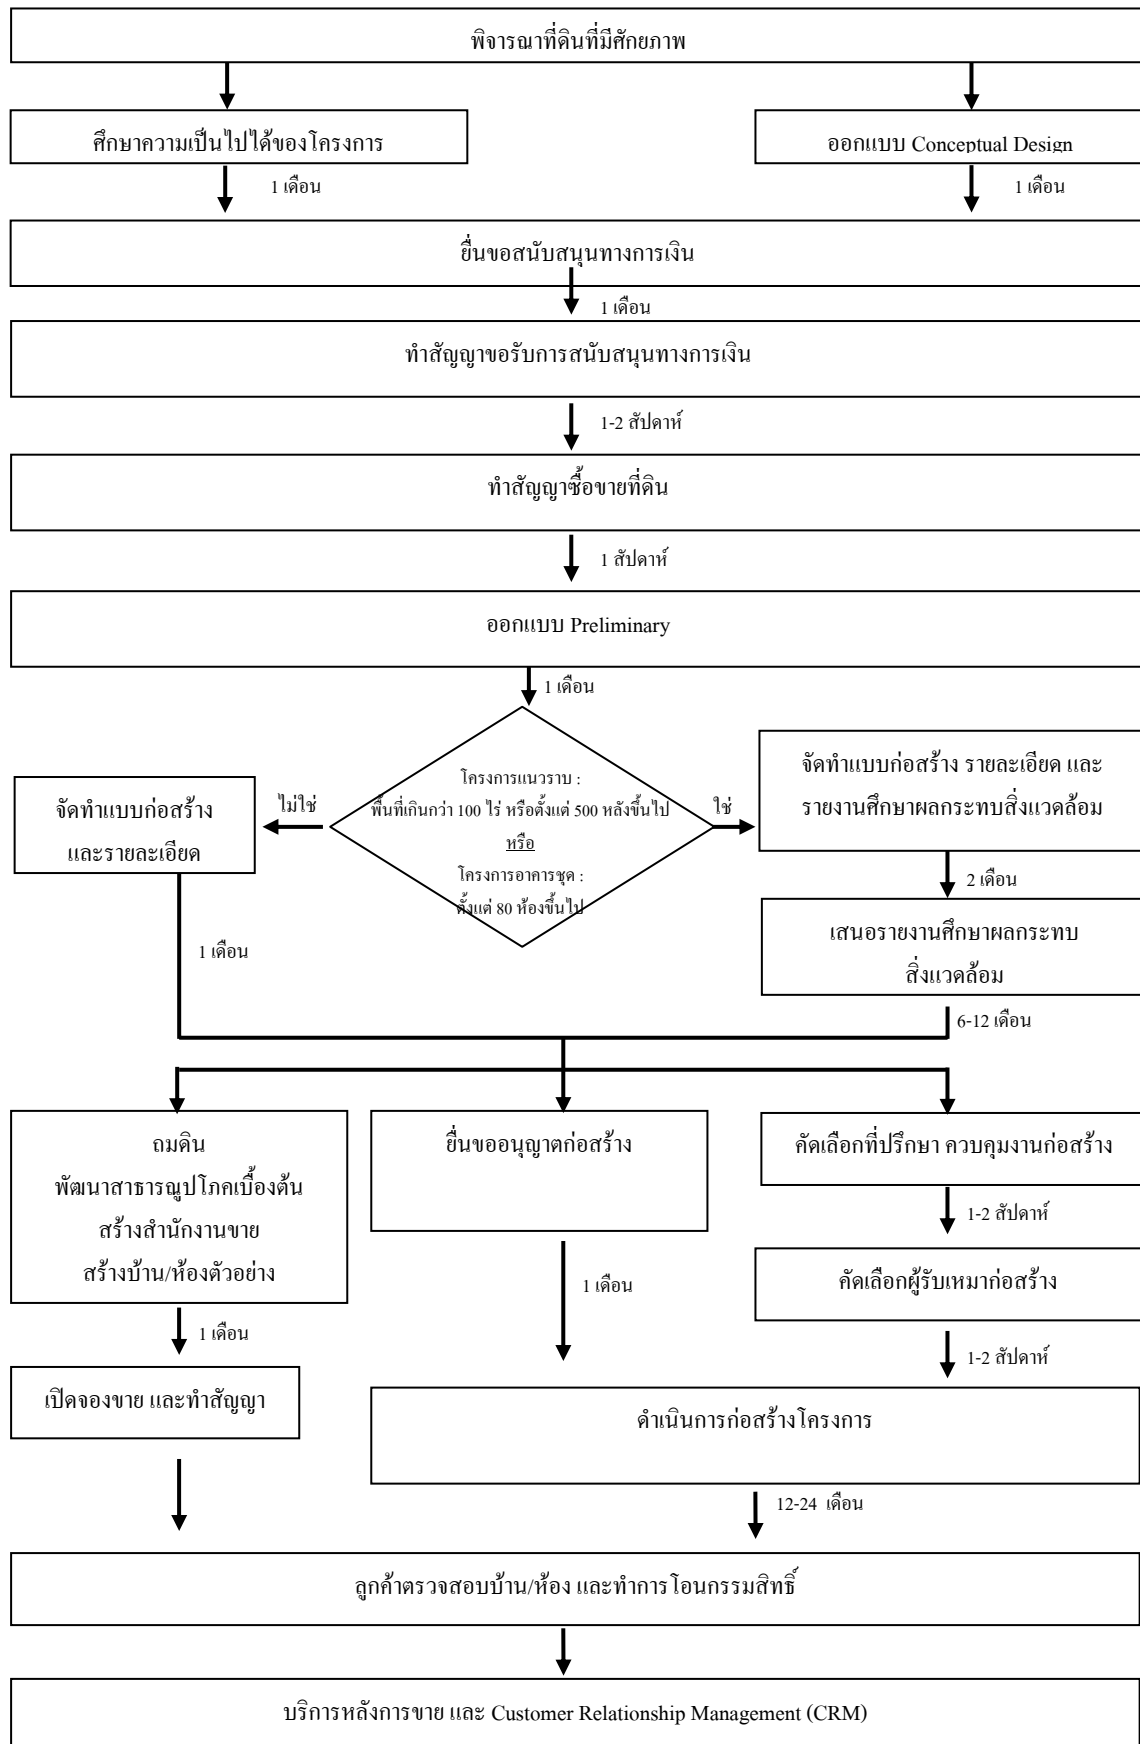 พิจารณาที่ดินที่มีศักยภาพ
ศึกษาความเป็นไปได้ของโครงการ
ออกแบบ Conceptual Design
1 เดือน
1 เดือน
ยื่นขอสนับสนุนทางการเงิน
1 เดือน
ทำสัญญาขอรับการสนับสนุนทางการเงิน
1-2 สัปดาห์
ทำสัญญาซื้อขายที่ดิน
1 สัปดาห์
ออกแบบ Preliminary
1 เดือน
โครงการแนวราบ :
พื้นที่เกินกว่า 100 ไร่ หรือตั้งแต่ 500 หลังขึ้นไป
หรือ
โครงการอาคารชุด :
ตั้งแต่ 80 ห้องขึ้นไป
ไม่ใช่
ใช่
จัดทำแบบก่อสร้าง
และรายละเอียด
จัดทำแบบก่อสร้าง รายละเอียด และ
รายงานศึกษาผลกระทบสิ่งแวดล้อม
2 เดือน
เสนอรายงานศึกษาผลกระทบ
สิ่งแวดล้อม
1 เดือน
6-12 เดือน
ถมดิน
พัฒนาสาธารณูปโภคเบื้องต้น
สร้างสำนักงานขาย
สร้างบ้าน/ห้องตัวอย่าง
ยื่นขออนุญาตก่อสร้าง
คัดเลือกที่ปรึกษา ควบคุมงานก่อสร้าง
1-2 สัปดาห์
คัดเลือกผู้รับเหมาก่อสร้าง
1 เดือน
1 เดือน
1-2 สัปดาห์
เปิดจองขาย และทำสัญญา
ดำเนินการก่อสร้างโครงการ
12-24 เดือน
ลูกค้าตรวจสอบบ้าน/ห้อง และทำการโอนกรรมสิทธิ์
บริการหลังการขาย และ Customer Relationship Management (CRM)